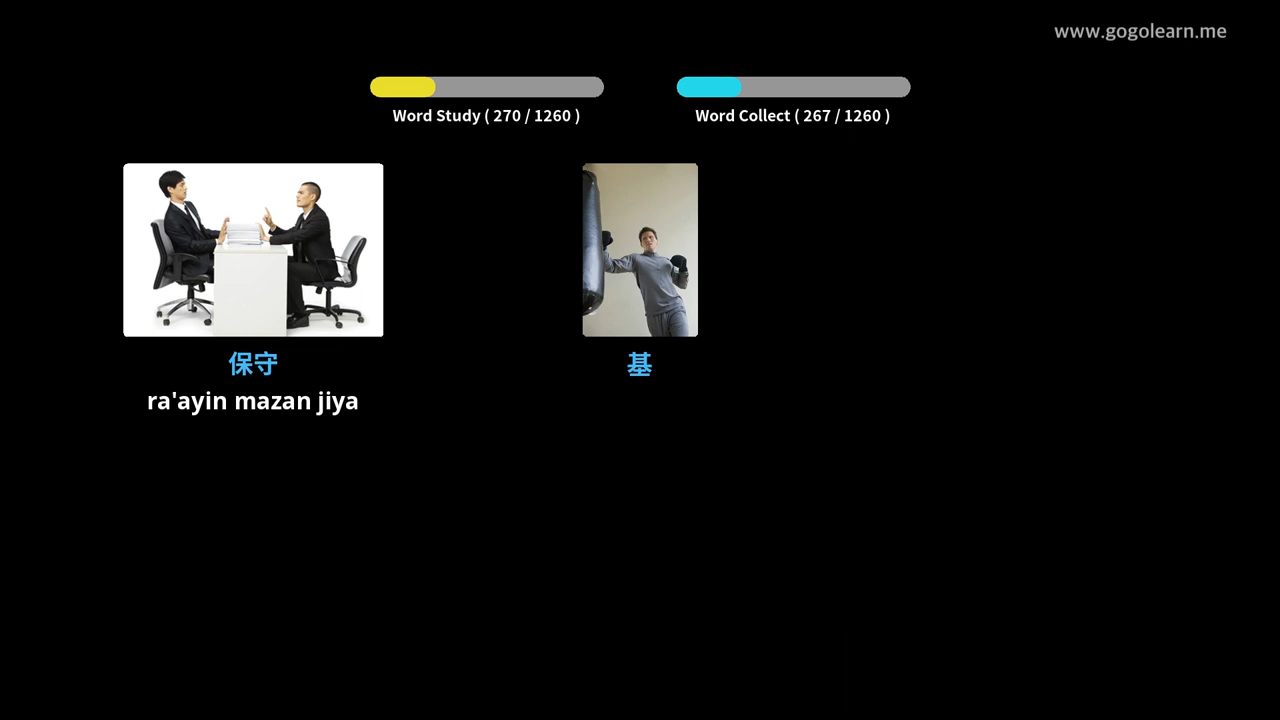 www.gogolearn.me
Word Study ( 270 / 1260 )
Word Collect ( 267 / 1260 )
保守
ra'ayin mazan jiya
基